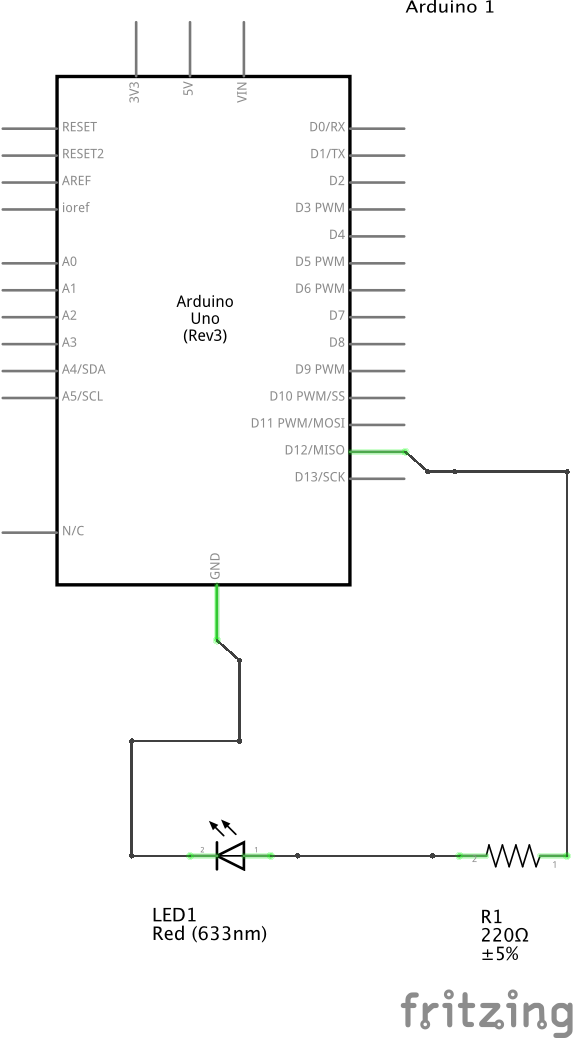 Arduino 1
3V3
5V
VIN
RESET
RESET2
AREF
ioref
A0
A1
A2
A3
A4/SDA
A5/SCL
N/C
Arduino
Uno
(Rev3)
D0/RX
D1/TX
D2
D3 PWM
D4
D5 PWM
D6 PWM
D7
D8
D9 PWM
D10 PWM/SS
D11 PWM/MOSI
D12/MISO
D13/SCK
GND
2
1
2
1
LED1
Red (633nm)
R1
220Ω
±5%
fritzing